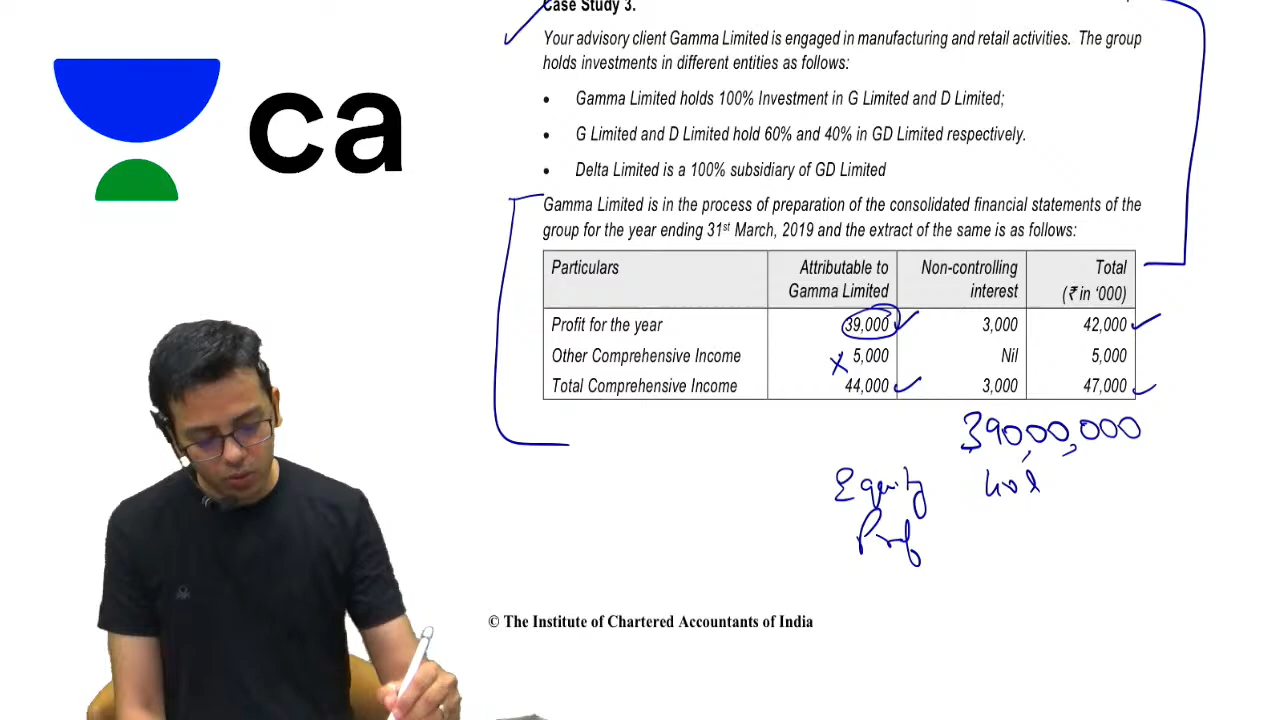 Case Study 3.
ca
Your advisory client Gamma Limited is engaged in manufacturing and retail activities. The group
holds investments in different entities as follows:
• Gamma Limited holds 100% Investment in G Limited and D Limited;
• G Limited and D Limited hold 60% and 40% in GD Limited respectively.
• Delta Limited is a 100% subsidiary of GD Limited
Gamma Limited is in the process of preparation of the consolidated financial statements of the
group for the year ending 31st March, 2019 and the extract of the same is as follows:
Particulars Attributable to Non-controlling Total
Gamma Limited interest (₹ in ‘000)
Profit for the year 39,000 3,000 42,000
Other Comprehensive Income 5,000 Nil 5,000
Total Comprehensive Income 44,000 3,000 47,000
39,00,00,000
Equity
Pref
© The Institute of Chartered Accountants of India